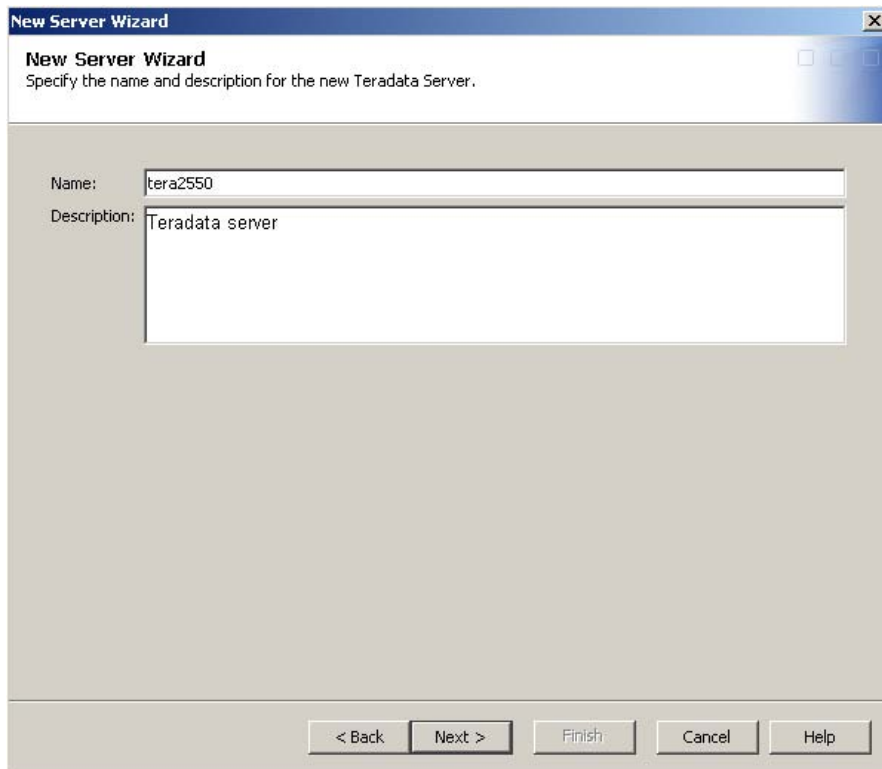 New Server Wizard
New Server Wizard
Specify the name and description for the new Teradata Server.
Name: tera2550
Description: Teradata server
< Back Next > Finish Cancel Help